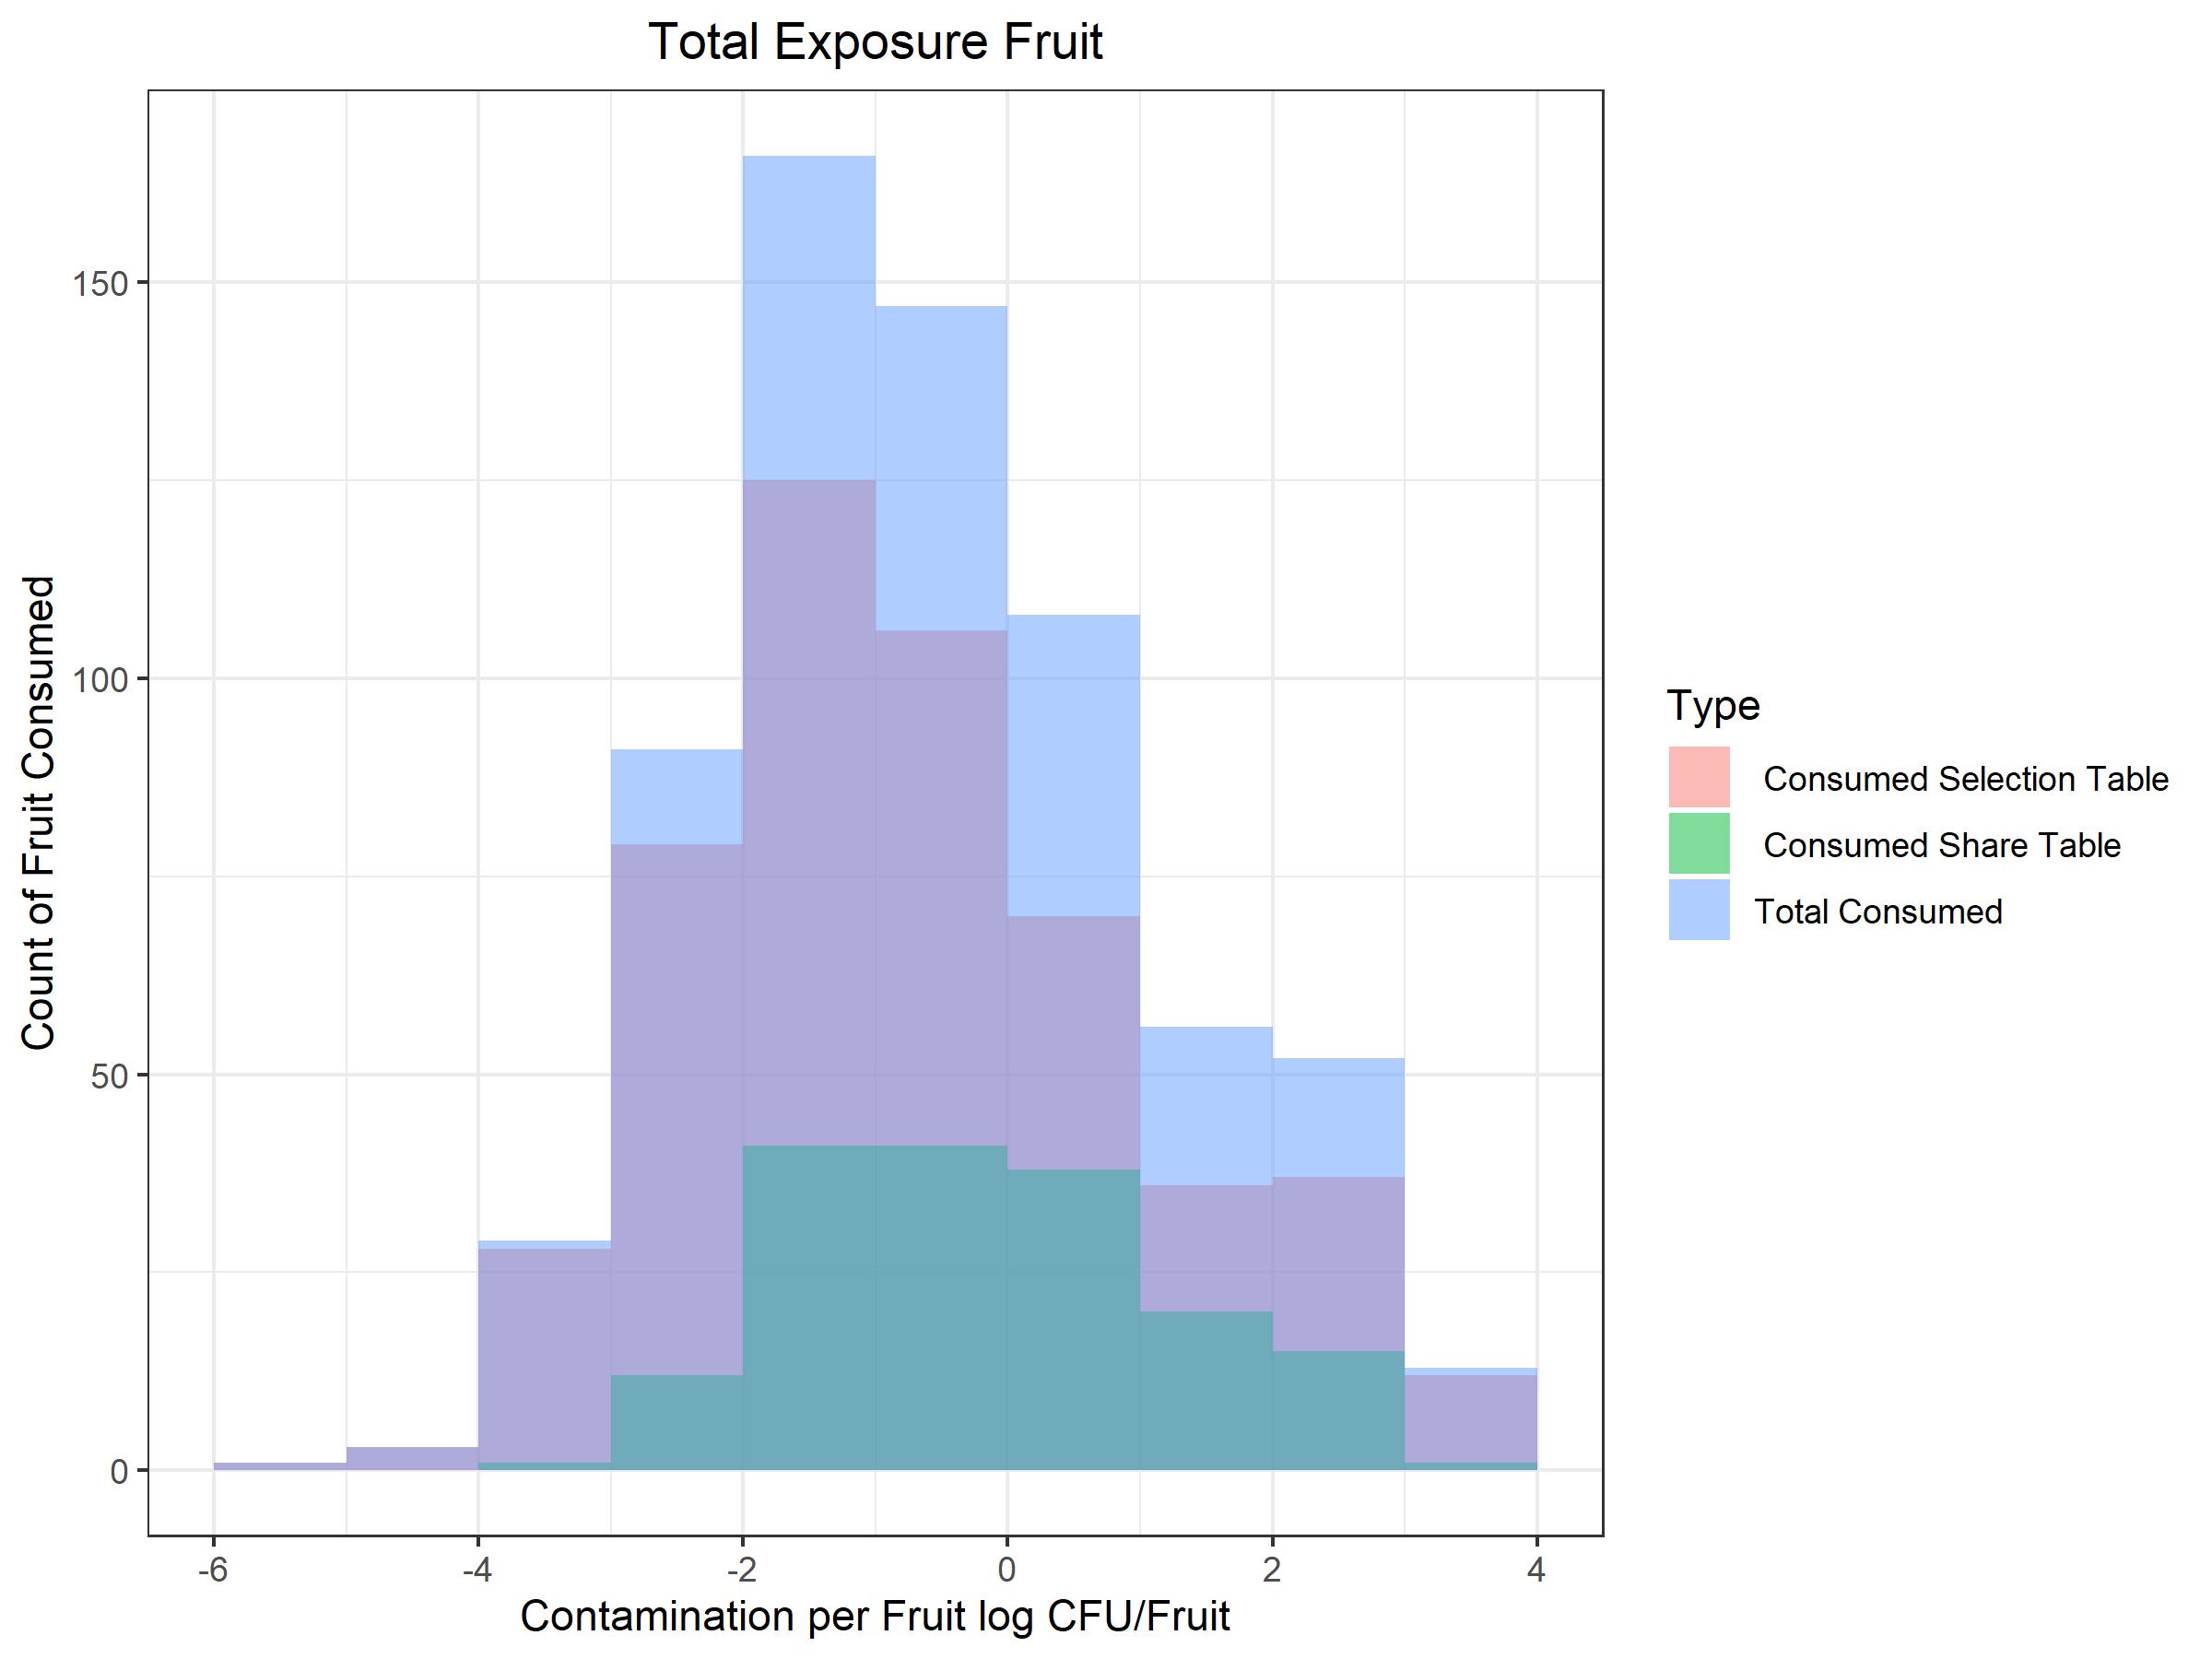 Total Exposure Fruit
Count of Fruit Consumed
150
100
50
0
-6
-4
-2
0
2
4
Contamination per Fruit log CFU/Fruit
Type
Consumed Selection Table
Consumed Share Table
Total Consumed